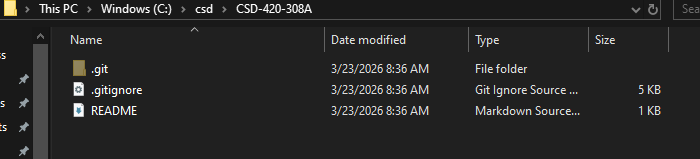 This PC > Windows (C:) > csd > CSD-420-308A
Name Date modified Type Size
.git 3/23/2026 8:36 AM File folder
.gitignore 3/23/2026 8:36 AM Git Ignore Source ... 5 KB
README 3/23/2026 8:36 AM Markdown Source... 1 KB